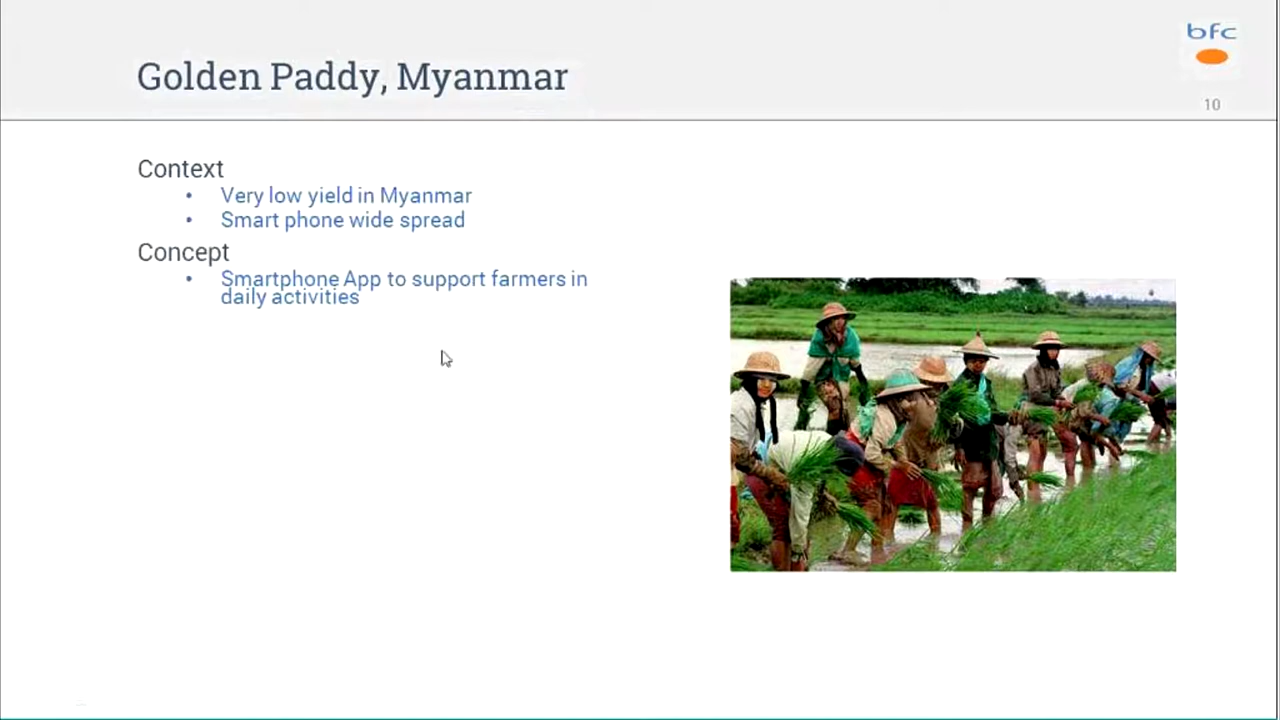 bfc
Golden Paddy, Myanmar
10
Context
• Very low yield in Myanmar
• Smart phone wide spread
Concept
• Smartphone App to support farmers in
daily activities